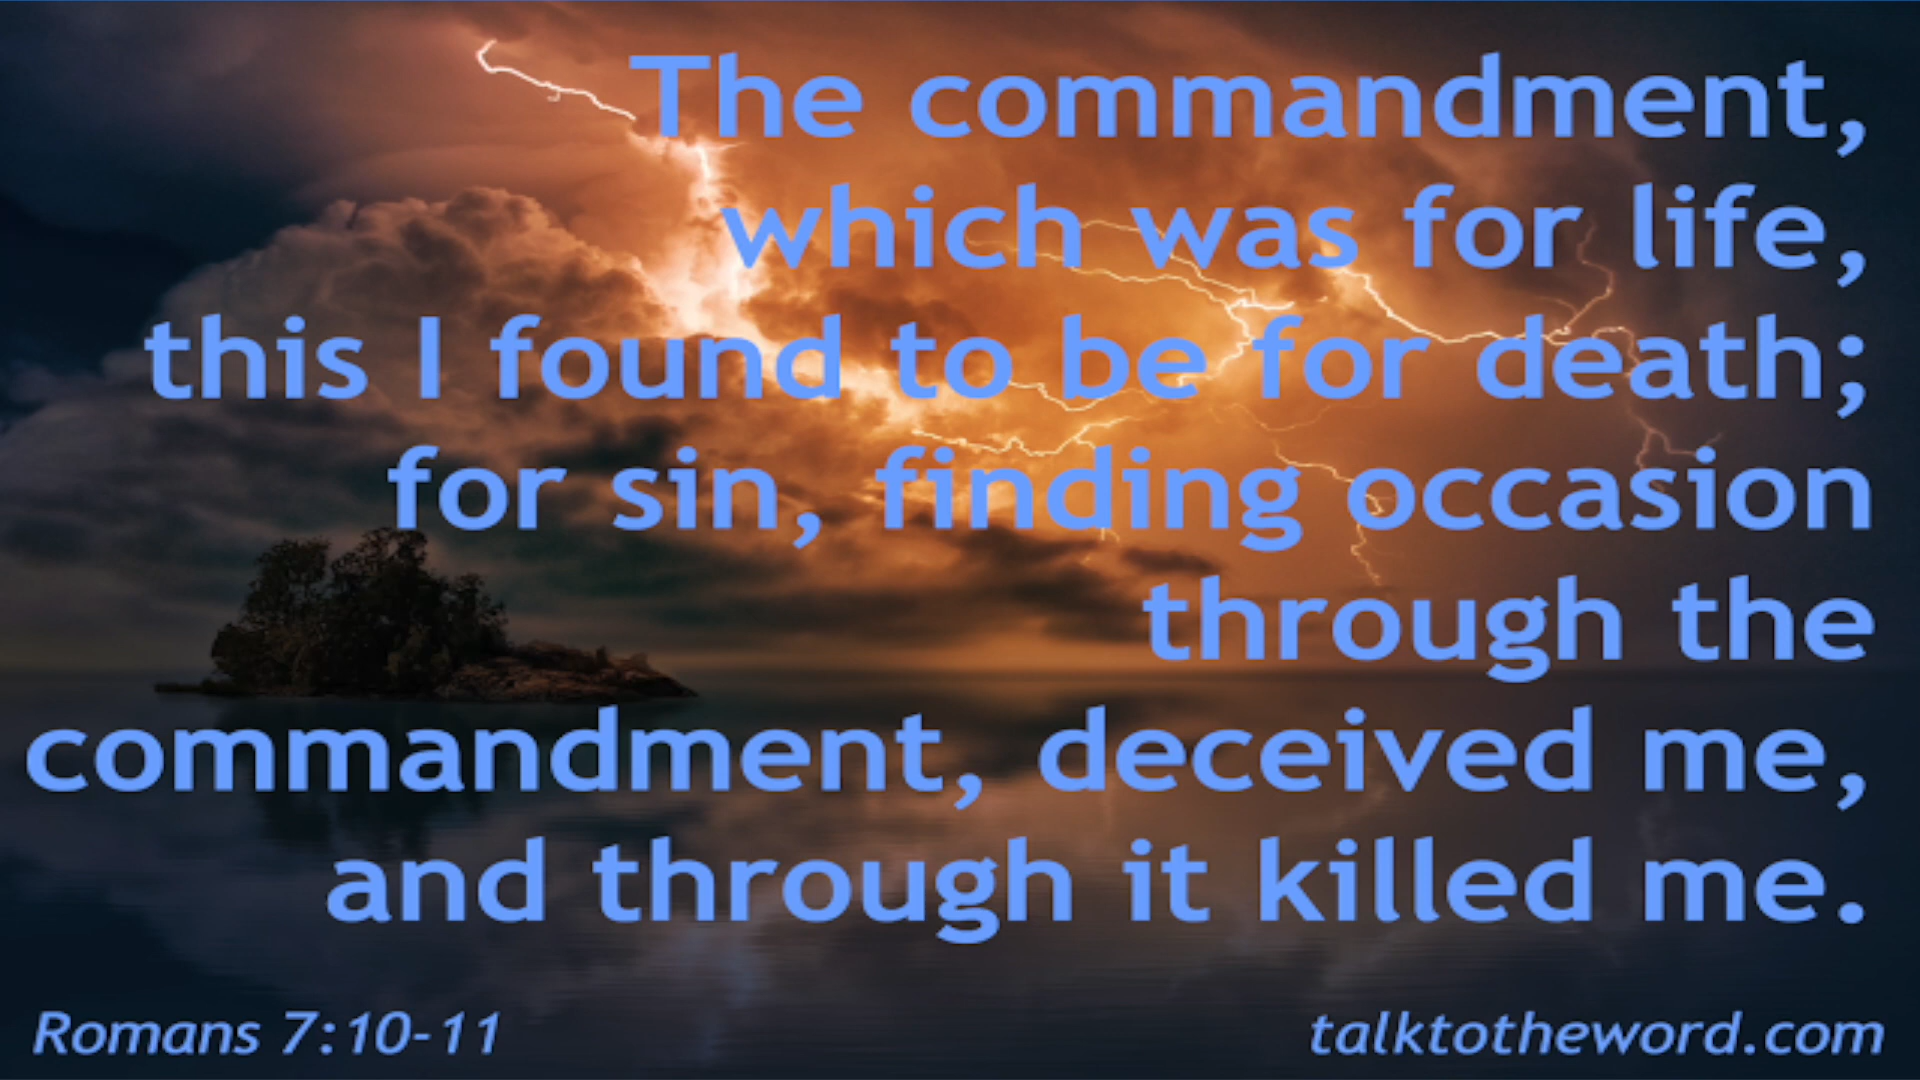 The commandment,
which was for life,
this I found to be for death;
for sin, finding occasion
through the
commandment, deceived me,
and through it killed me.
Romans 7:10-11
talktotheword.com